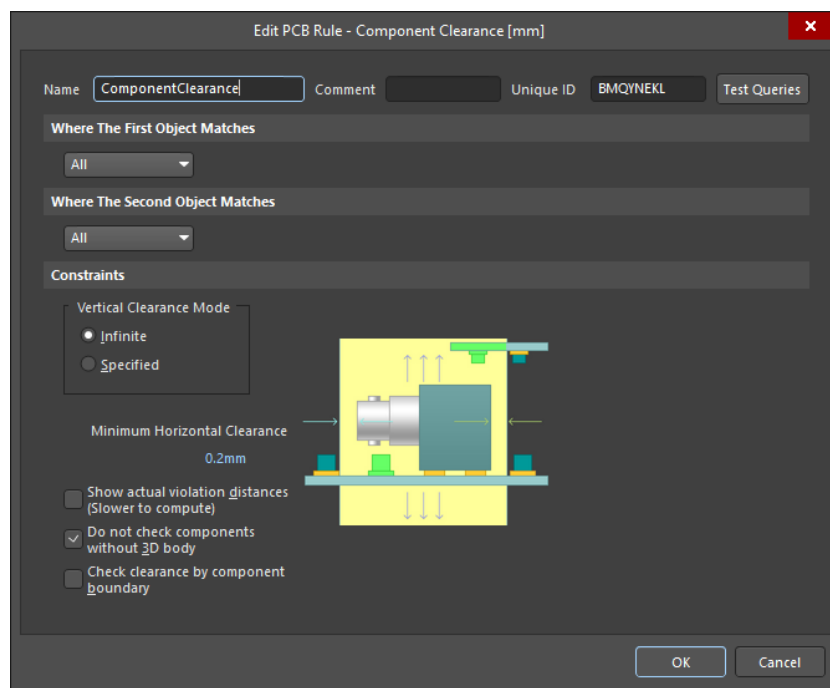 Edit PCB Rule - Component Clearance [mm]
Name ComponentClearance Comment Unique ID BMQYNEKL Test Queries
Where The First Object Matches
All
Where The Second Object Matches
All
Constraints
Vertical Clearance Mode
Infinite
Specified
Minimum Horizontal Clearance
0.2mm
Show actual violation distances
(Slower to compute)
Do not check components
without 3D body
Check clearance by component
boundary
OK Cancel